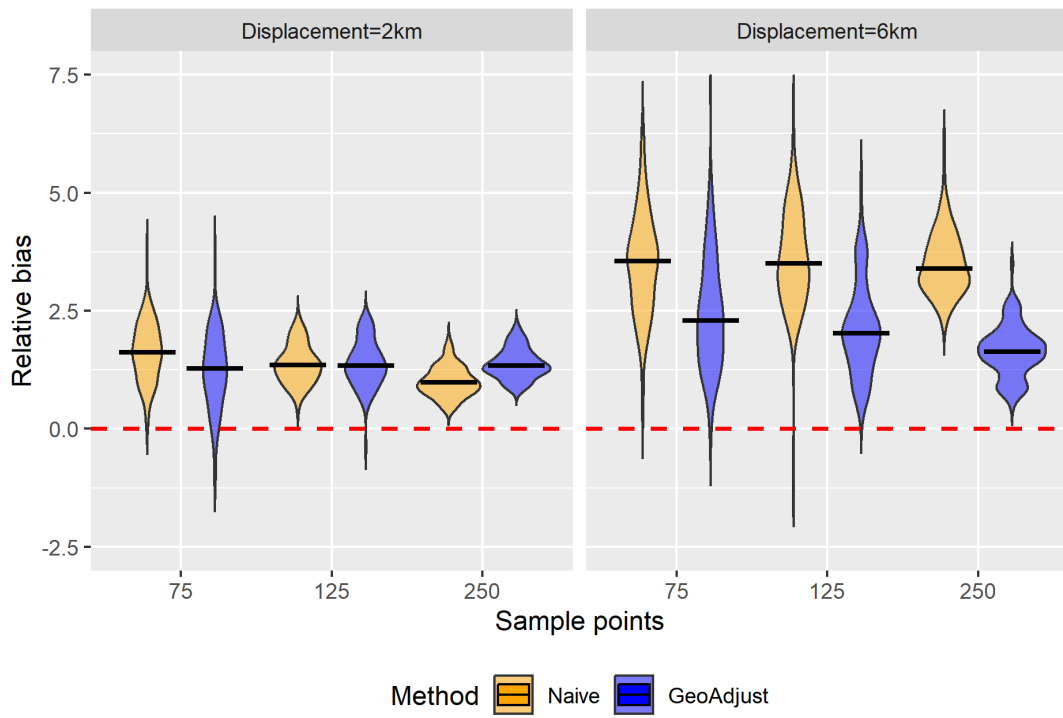 Displacement=2km Displacement=6km
7.5
5.0
2.5
0.0
-2.5
Relative bias
75 125 250 75 125 250
Sample points
Method Naive GeoAdjust